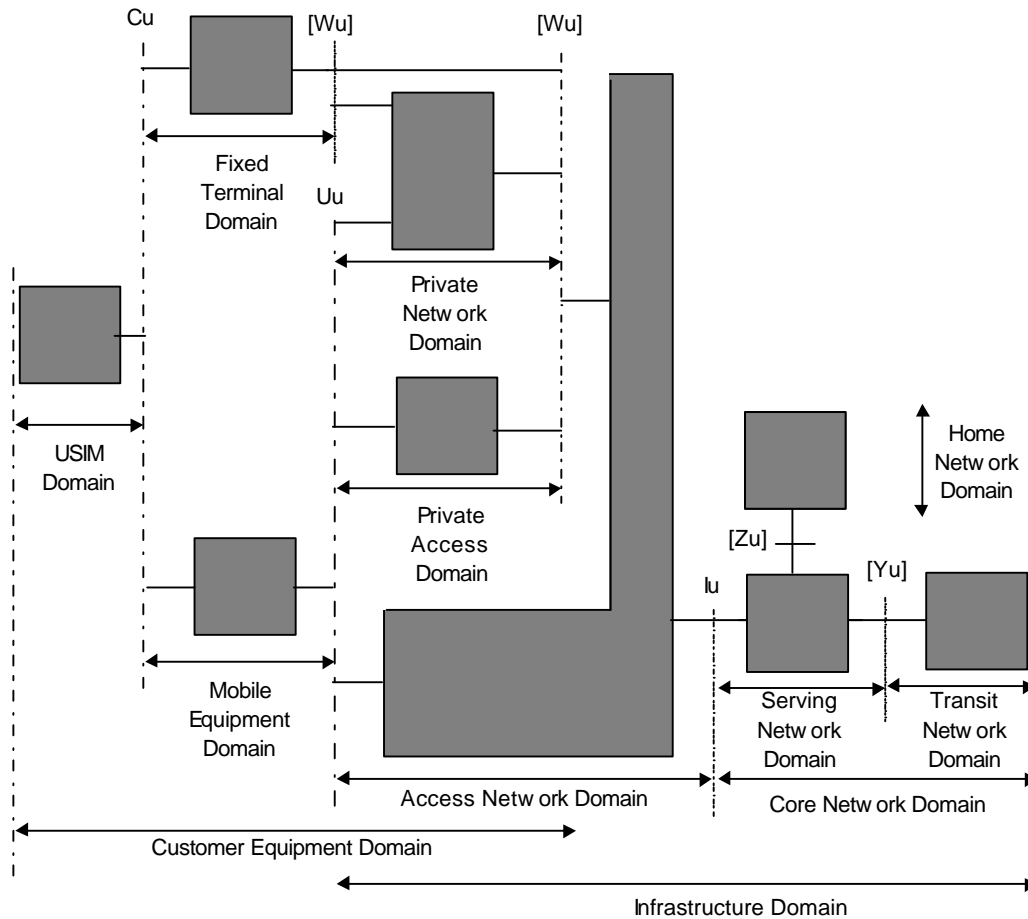 Cu
[Wu]
[Wu]
Fixed
Terminal
Domain
Uu
Private
Netw ork
Domain
USIM
Domain
Private
Access
Domain
Home
Netw ork
Domain
[Zu]
[Yu]
Iu
Mobile
Equipment
Domain
Serving
Netw ork
Domain
Transit
Netw ork
Domain
Access Netw ork Domain
Core Netw ork Domain
Customer Equipment Domain
Infrastructure Domain